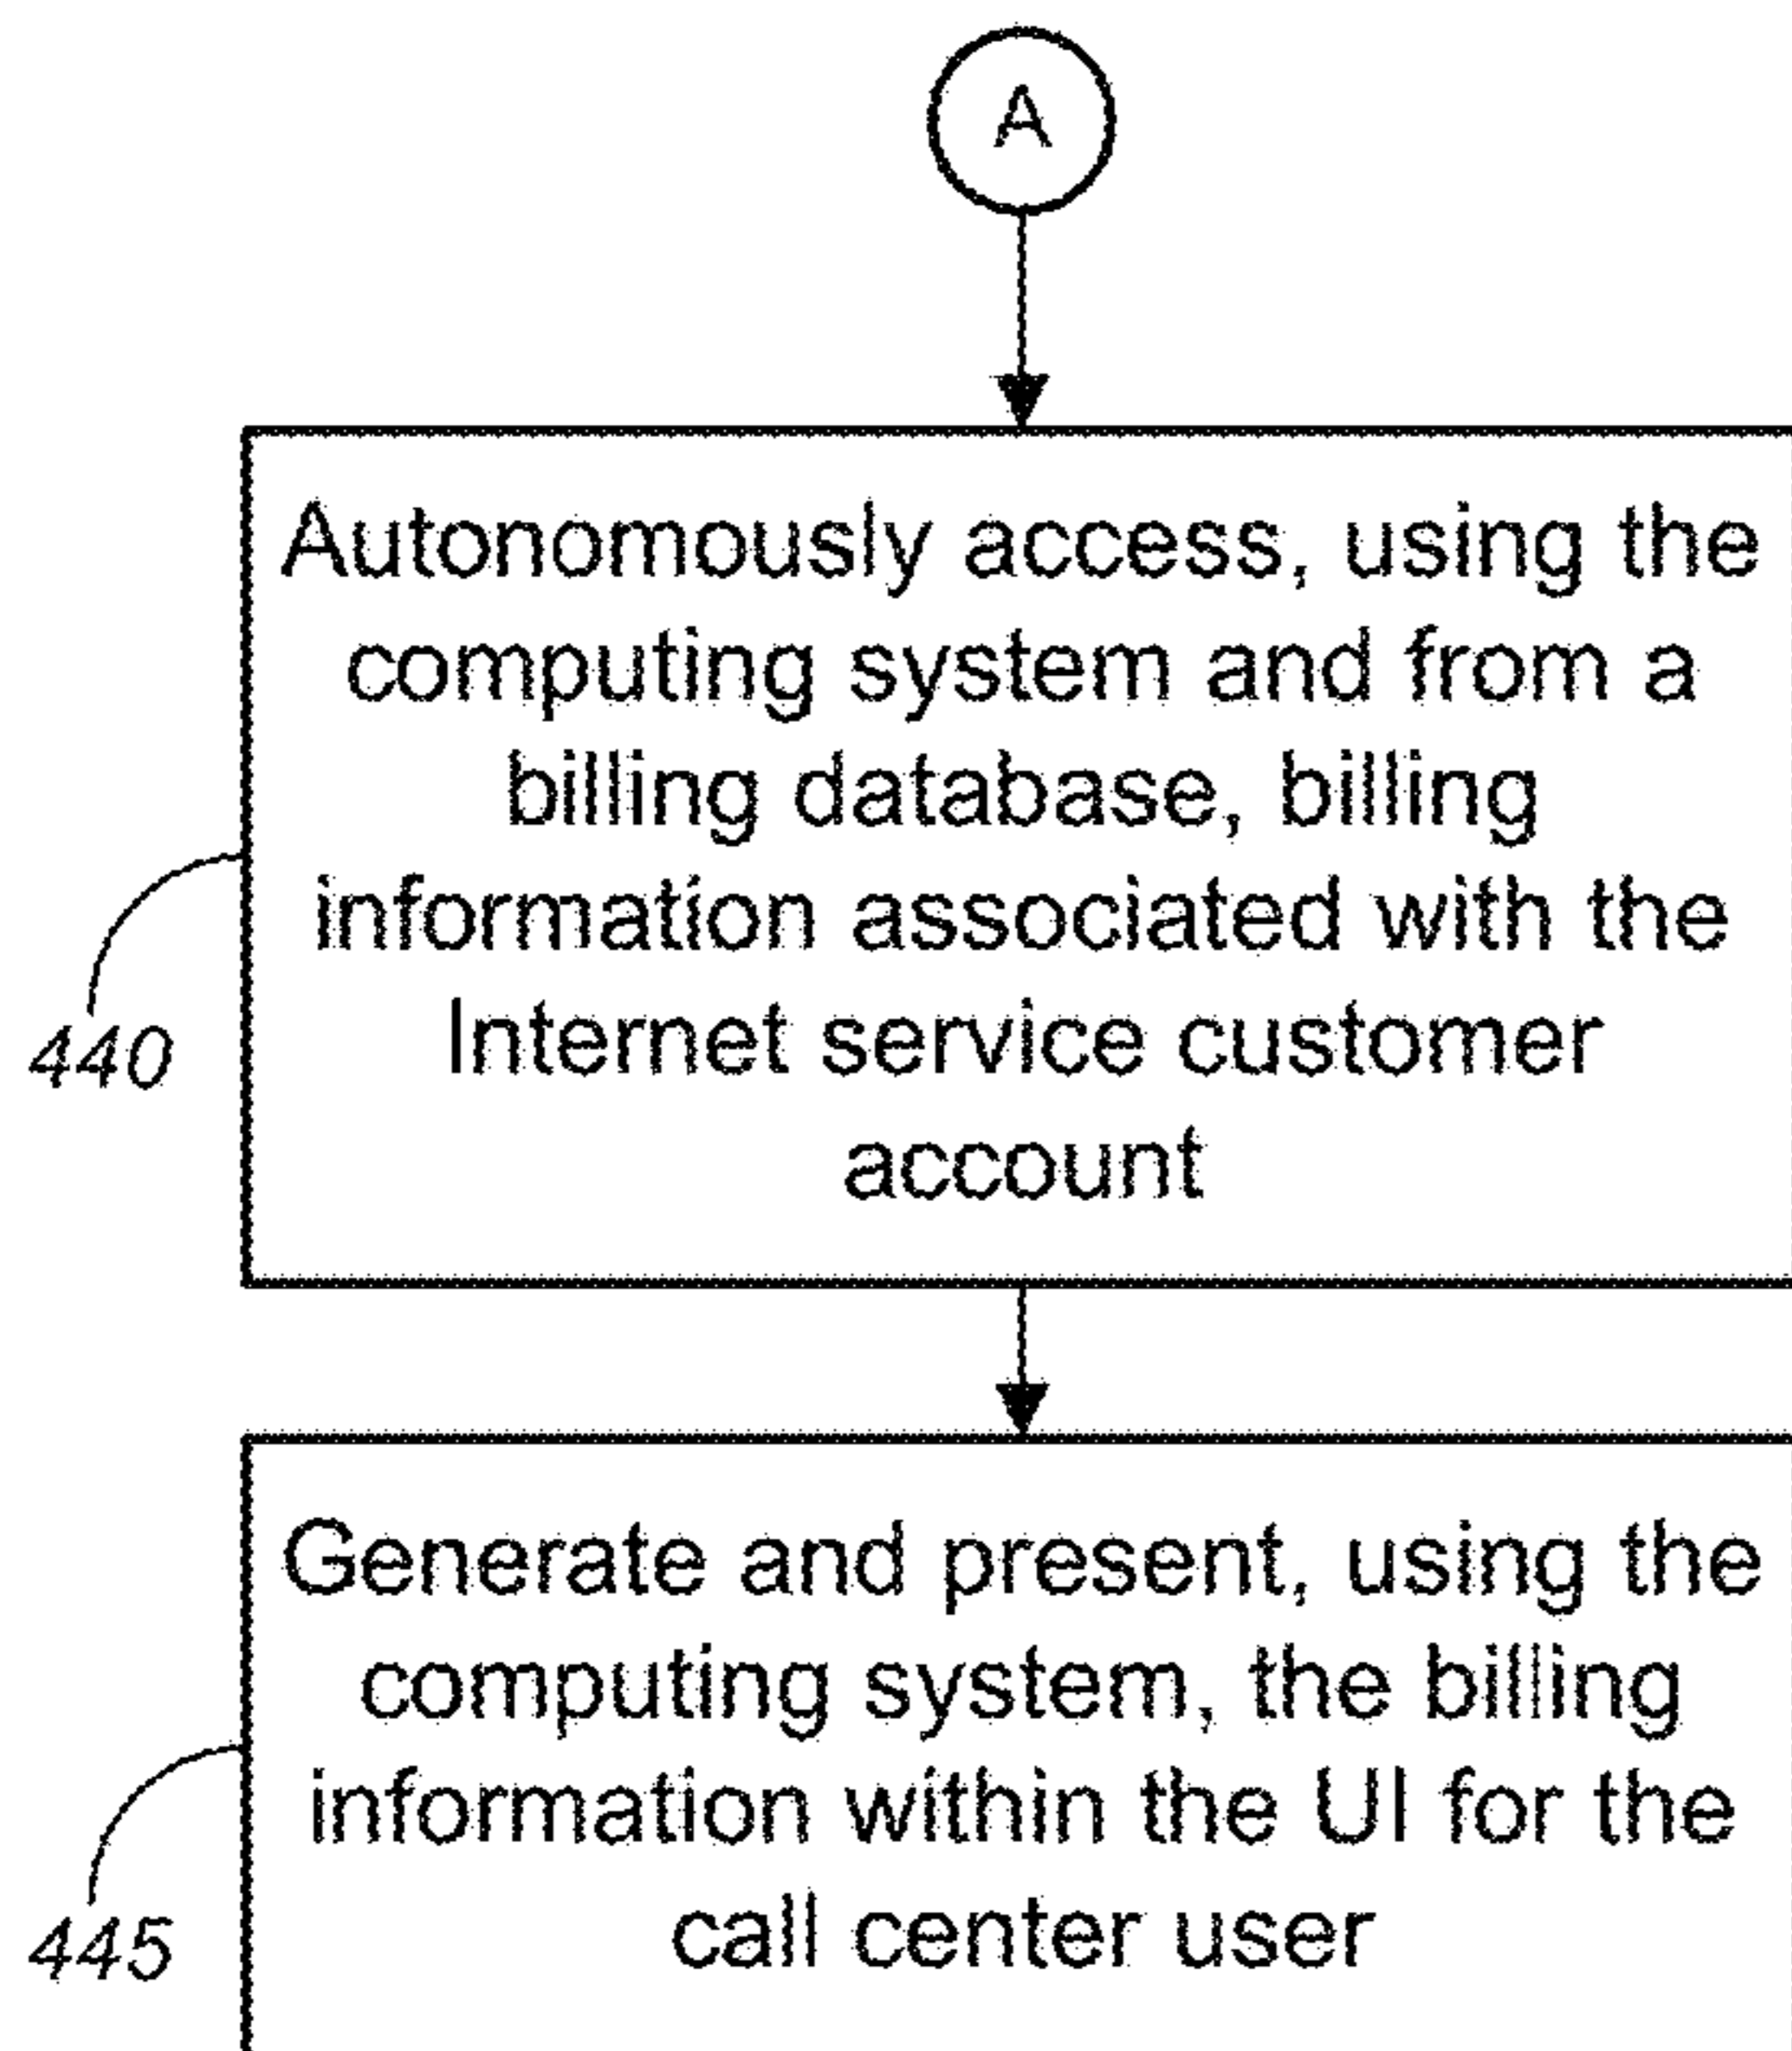 A
Autonomously access, using the
computing system and from a
billing database, billing
information associated with the
Internet service customer
account
440
Generate and present, using the
computing system, the billing
information within the UI for the
call center user
445